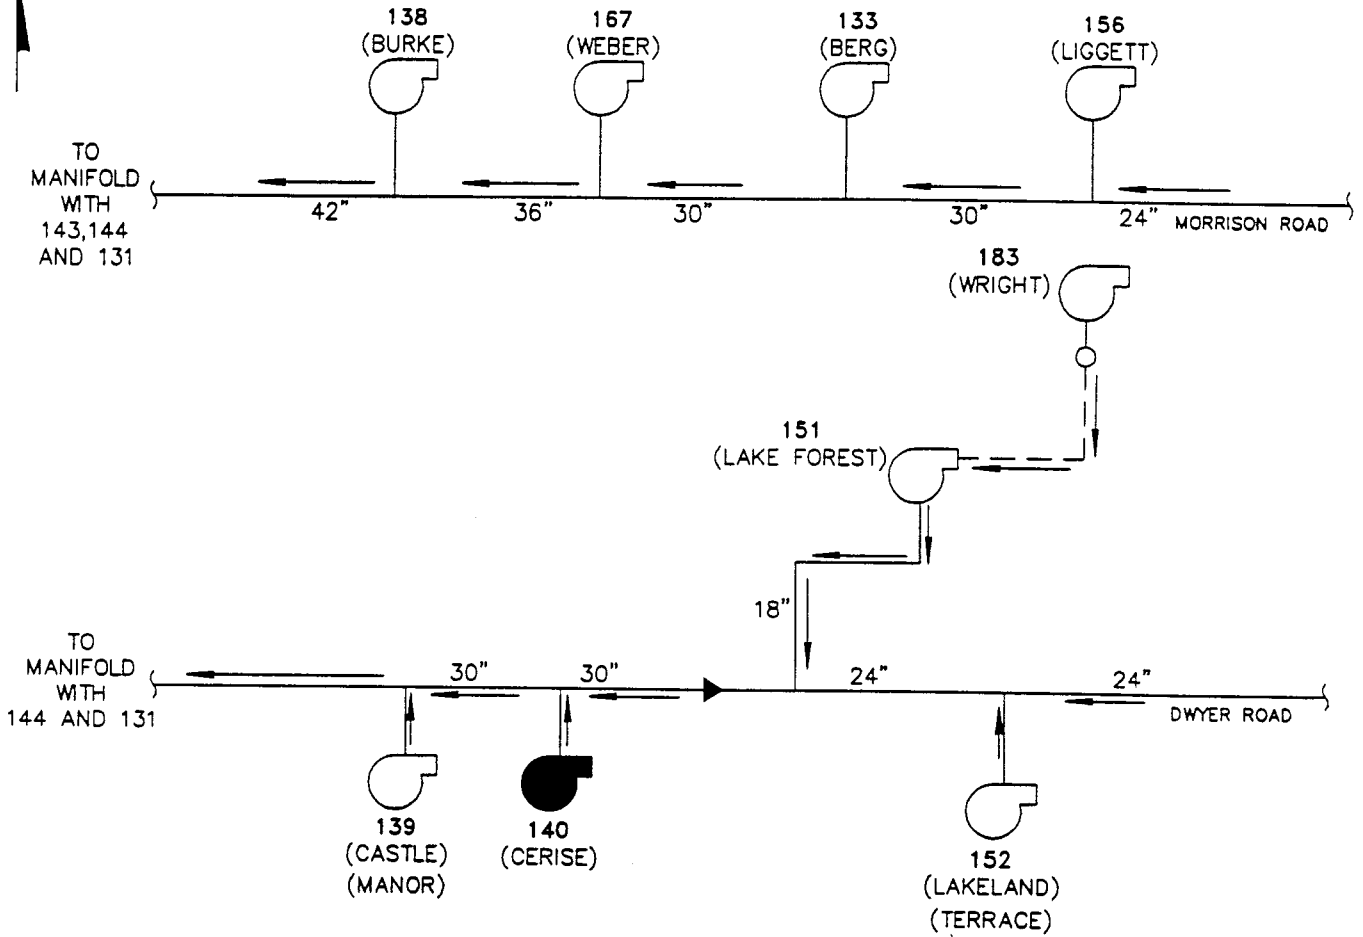 138
(BURKE)
167
(WEBER)
133
(BERG)
156
(LIGGETT)
TO
MANIFOLD
WITH
143,144
AND 131
42"
36"
30"
30"
24"
MORRISON ROAD
183
(WRIGHT)
151
(LAKE FOREST)
18"
TO
MANIFOLD
WITH
144 AND 131
30"
30"
24"
24"
DWYER ROAD
139
(CASTLE)
(MANOR)
140
(CERISE)
152
(LAKELAND)
(TERRACE)